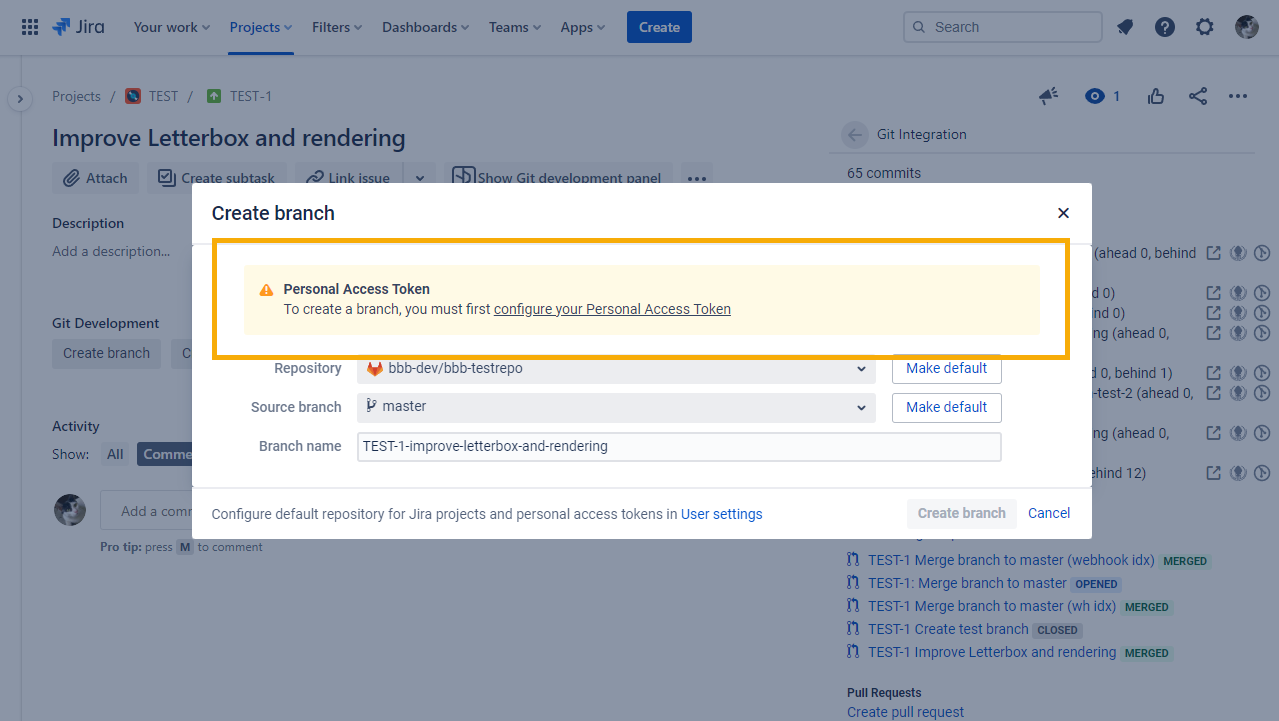 Jira Your work Projects Filters Dashboards Teams Apps Create Search
Projects / TEST / TEST-1
1
Improve Letterbox and rendering
Attach Create subtask Link issue Show Git development panel
Description
Add a description...
Git Development
Create branch C
Activity
Show: All Comme
Add a com
Pro tip: press M to comment
Git Integration
65 commits
(ahead 0, behind
d 0)
nd 0)
ng (ahead 0,
d 0, behind 1)
-test-2 (ahead 0,
ng (ahead 0,
ehind 12)
TEST-1 Merge branch to master (webhook idx) MERGED
TEST-1: Merge branch to master OPENED
TEST-1 Merge branch to master (wh idx) MERGED
TEST-1 Create test branch CLOSED
TEST-1 Improve Letterbox and rendering MERGED
Pull Requests
Create pull request
Create branch
Personal Access Token
To create a branch, you must first configure your Personal Access Token
Repository bbb-dev/bbb-testrepo Make default
Source branch master Make default
Branch name TEST-1-improve-letterbox-and-rendering
Configure default repository for Jira projects and personal access tokens in User settings Create branch Cancel